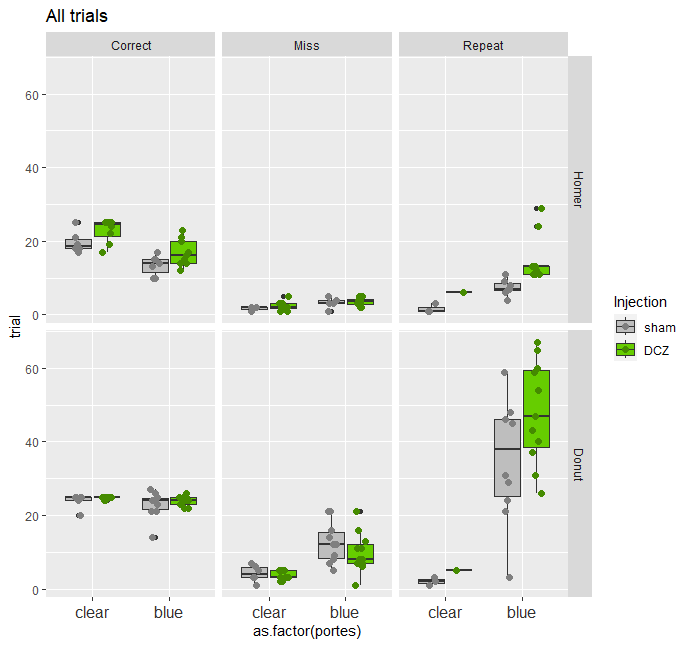 All trials
Correct Miss Repeat
60
40
20
0
Homer
60
40
20
0
Donut
trial
clear blue clear blue clear blue
as.factor(portes)
Injection
sham
DCZ